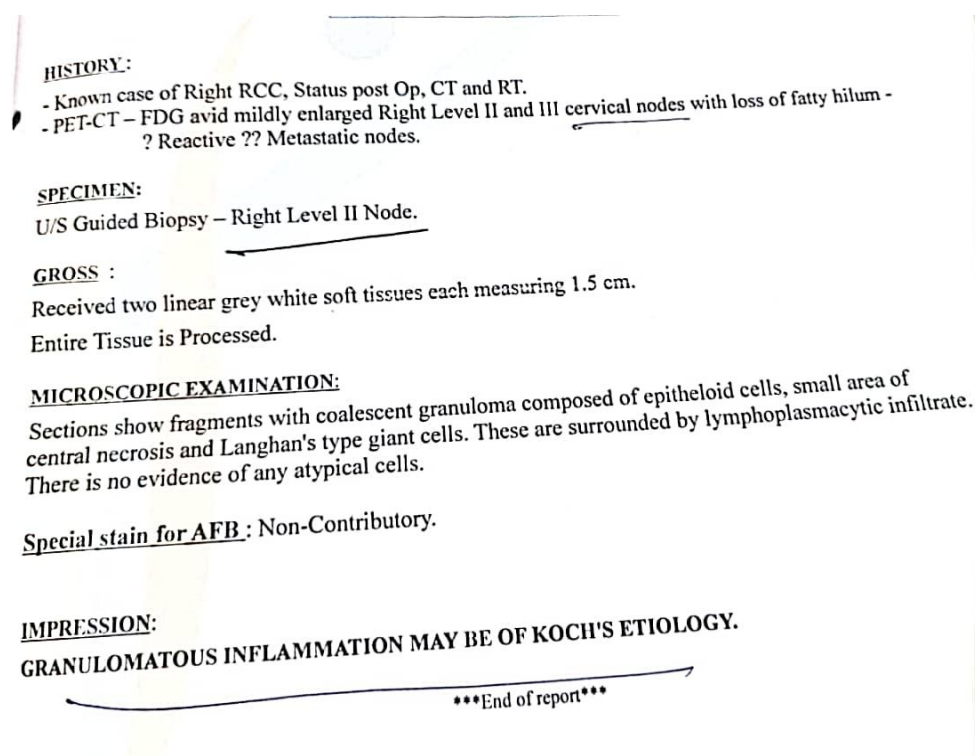 HISTORY :
- Known case of Right RCC, Status post Op, CT and RT.
- PET-CT – FDG avid mildly enlarged Right Level II and III cervical nodes with loss of fatty hilum -
? Reactive ?? Metastatic nodes.
SPECIMEN:
U/S Guided Biopsy – Right Level II Node.
GROSS :
Received two linear grey white soft tissues each measuring 1.5 cm.
Entire Tissue is Processed.
MICROSCOPIC EXAMINATION:
Sections show fragments with coalescent granuloma composed of epitheloid cells, small area of
central necrosis and Langhan's type giant cells. These are surrounded by lymphoplasmacytic infiltrate.
There is no evidence of any atypical cells.
Special stain for AFB : Non-Contributory.
IMPRESSION:
GRANULOMATOUS INFLAMMATION MAY BE OF KOCH'S ETIOLOGY.
***End of report***